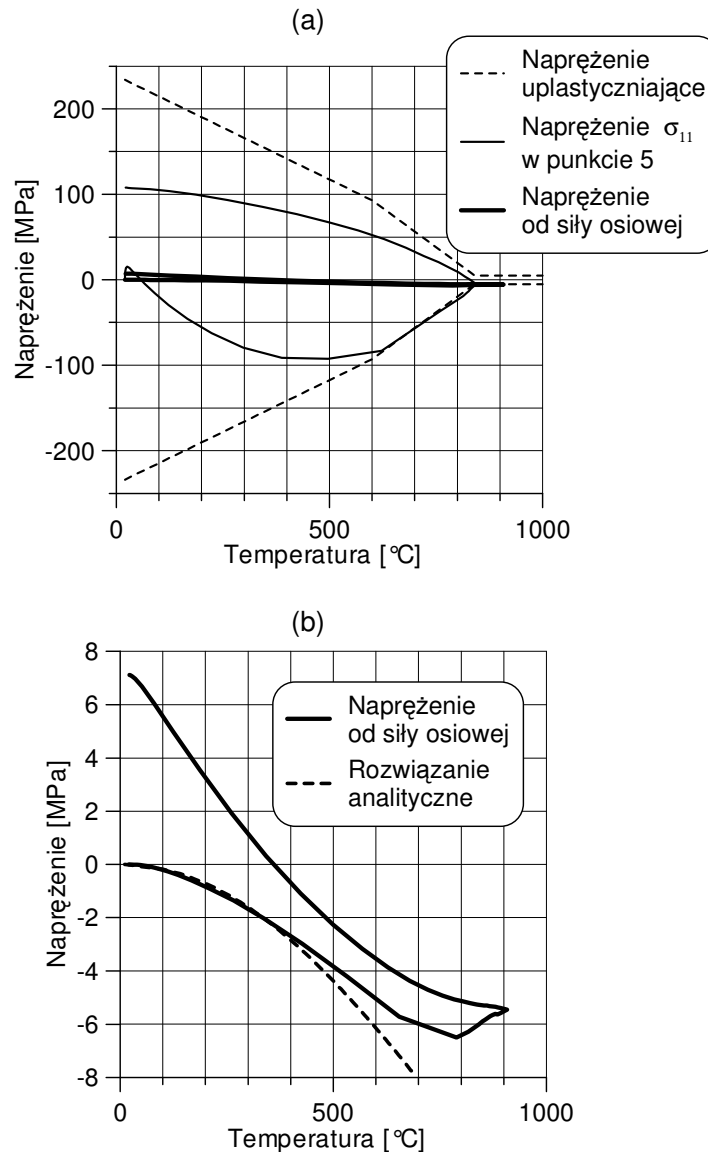 (a)
Naprężenie
uplastyczniające
Naprężenie σ11
w punkcie 5
Naprężenie
od siły osiowej
Naprężenie [MPa]
200
100
0
-100
-200
0
500
1000
Temperatura [°C]
(b)
Naprężenie
od siły osiowej
Rozwiązanie
analityczne
Naprężenie [MPa]
8
6
4
2
0
-2
-4
-6
-8
0
500
1000
Temperatura [°C]